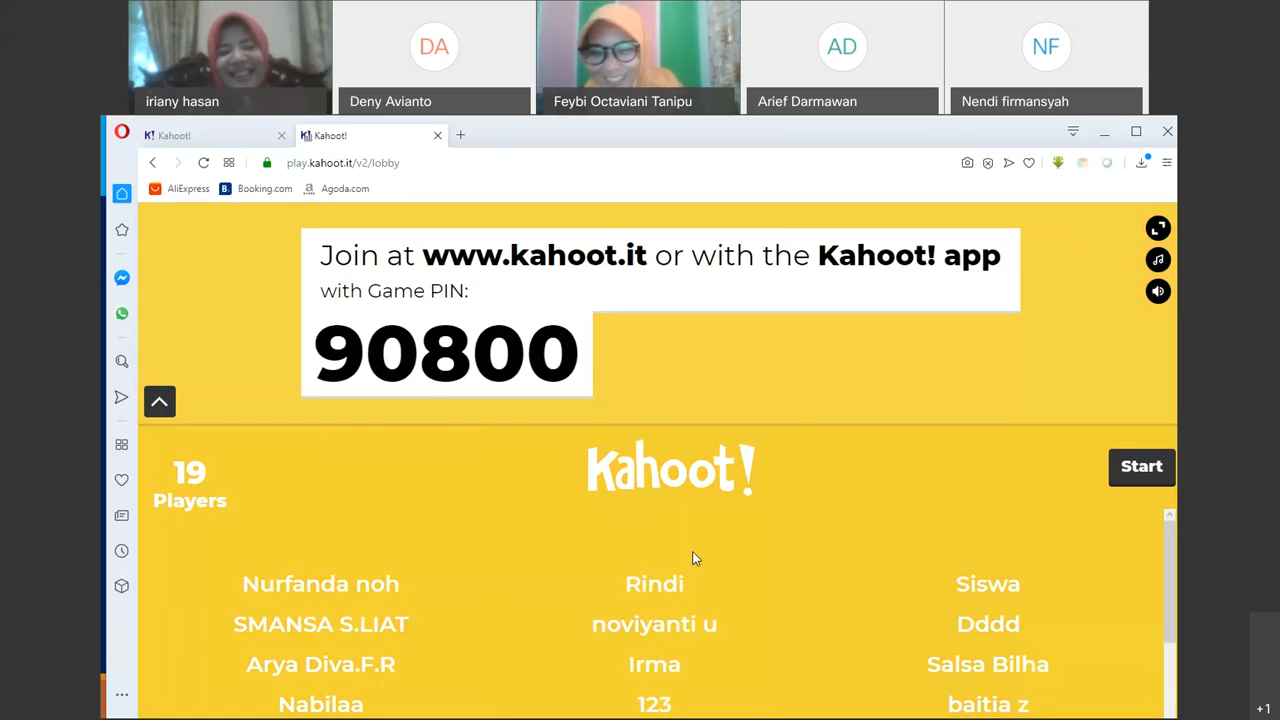 DA
AD
NF
iriany hasan
Deny Avianto
Feybi Octaviani Tanipu
Arief Darmawan
Nendi firmansyah
K! Kahoot!
K! Kahoot!
play.kahoot.it/v2/lobby
AliExpress
B. Booking.com
a Agoda.com
Join at www.kahoot.it or with the Kahoot! app
with Game PIN:
90800
19
Players
Kahoot!
Start
Nurfanda noh
Rindi
Siswa
SMANSA S.LIAT
noviyanti u
Dddd
Arya Diva.F.R
Irma
Salsa Bilha
Nabilaa
123
baitia z
+1